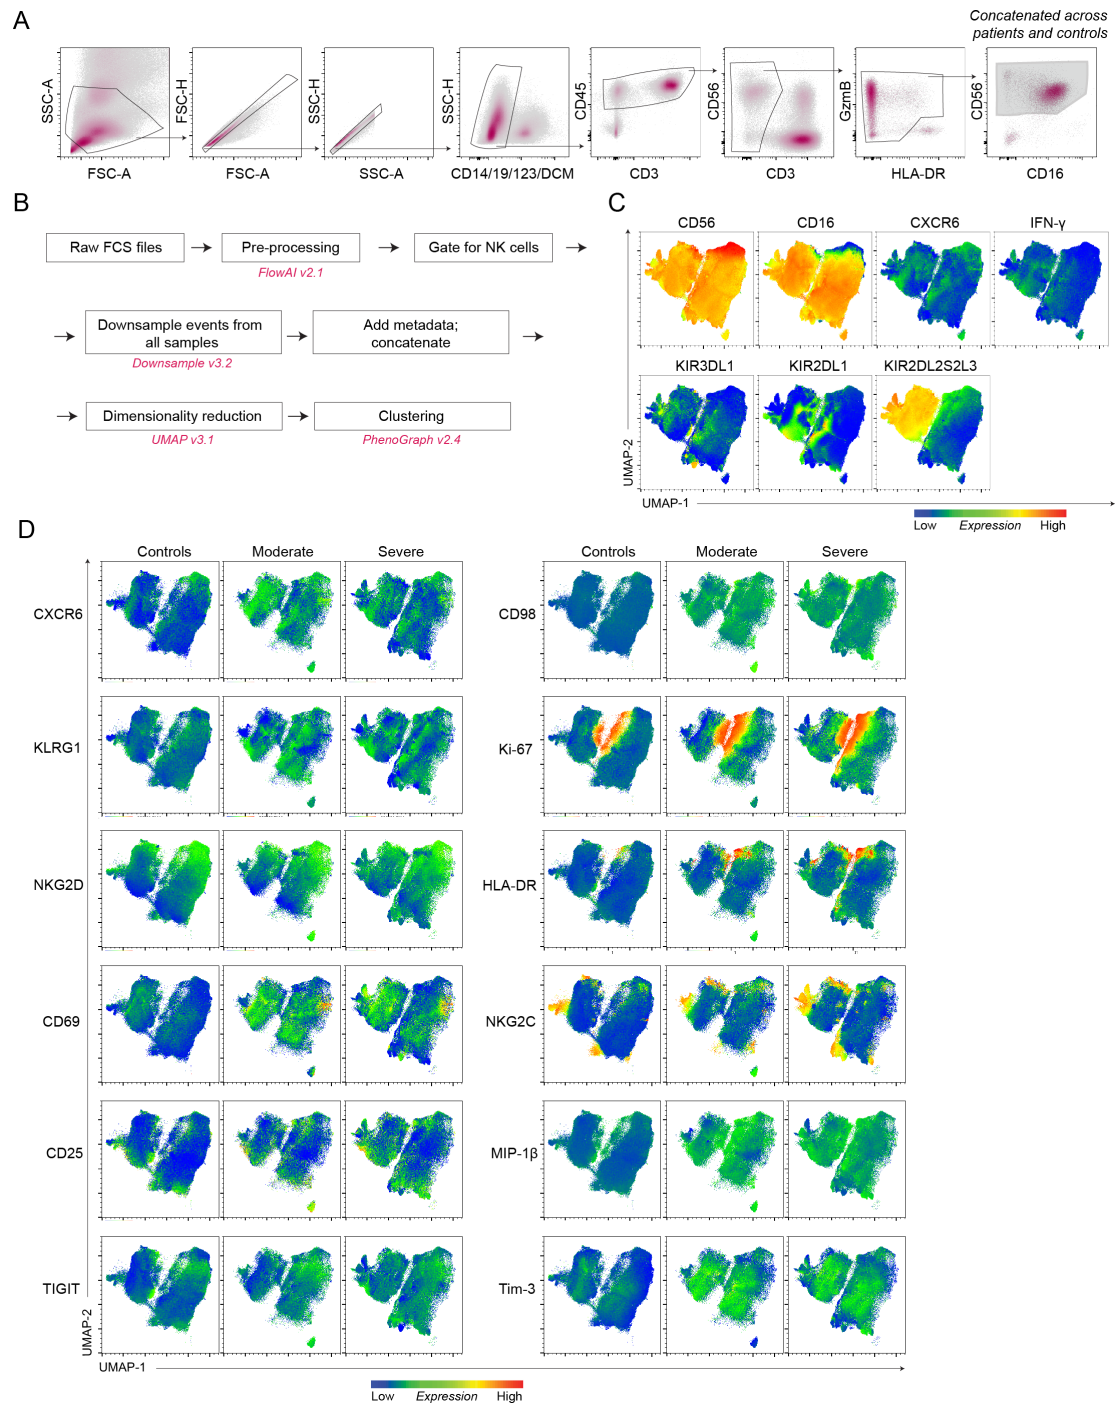 A
Concatenated across
patients and controls
SSC-A
FSC-A
FSC-H
FSC-A
SSC-H
SSC-A
SSC-H
CD14/19/123/DCM
CD45
CD3
CD56
CD3
GzmB
HLA-DR
CD56
CD16
B
Raw FCS files
Pre-processing
FlowAI v2.1
Gate for NK cells
Downsample events from
all samples
Downsample v3.2
Add metadata;
concatenate
Dimensionality reduction
UMAP v3.1
Clustering
PhenoGraph v2.4
C
CD56
CD16
CXCR6
IFN-γ
KIR3DL1
KIR2DL1
KIR2DL2S2L3
UMAP-2
UMAP-1
Low
Expression
High
D
Controls
Moderate
Severe
Controls
Moderate
Severe
CXCR6
CD98
KLRG1
Ki-67
NKG2D
HLA-DR
CD69
NKG2C
CD25
MIP-1β
TIGIT
Tim-3
UMAP-2
UMAP-1
Low
Expression
High